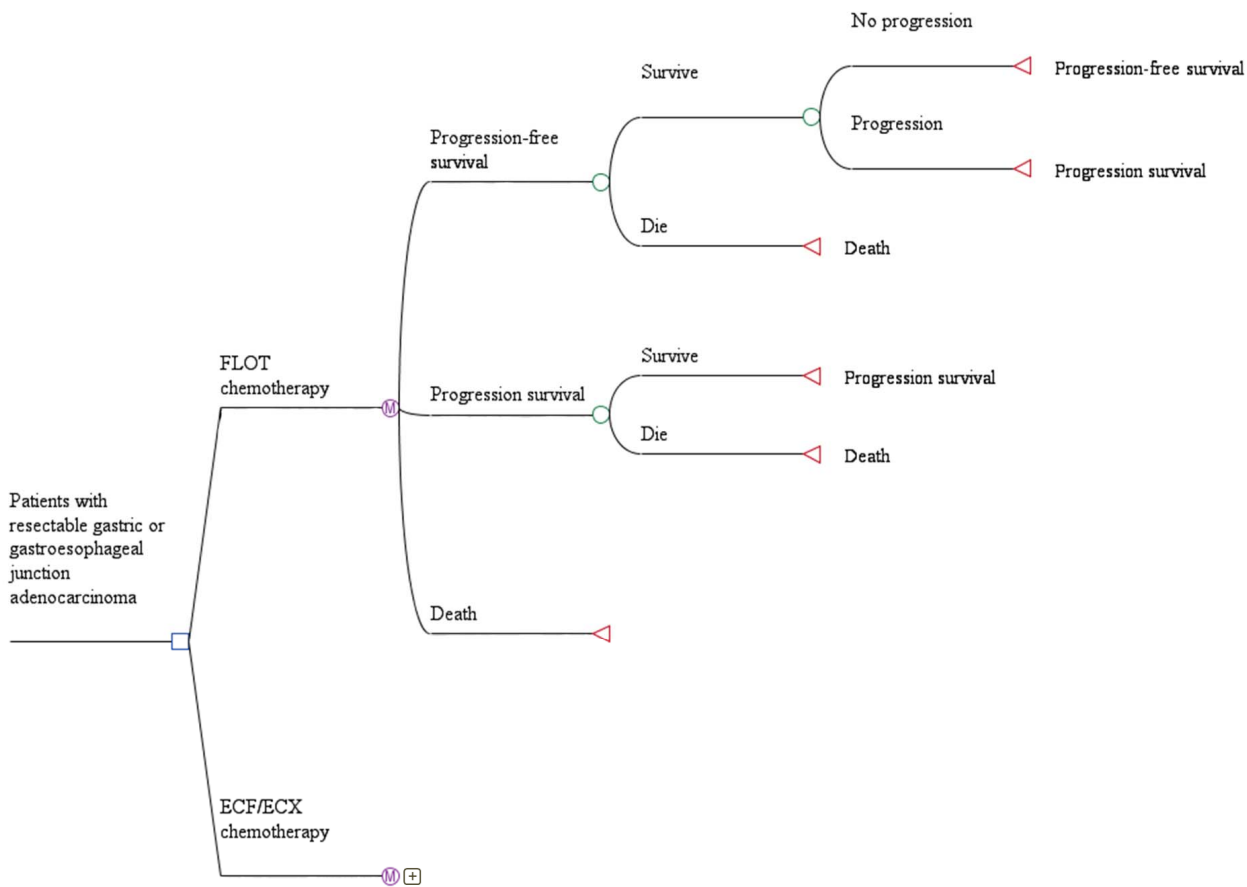 No progression
Survive
Progression-free survival
Progression
Progression-free
survival
Progression survival
Die
Death
FLOT
chemotherapy
M
Survive
Progression survival
Progression survival
Die
Death
Patients with
resectable gastric or
gastroesophageal
junction
adenocarcinoma
Death
ECF/ECX
chemotherapy
M +